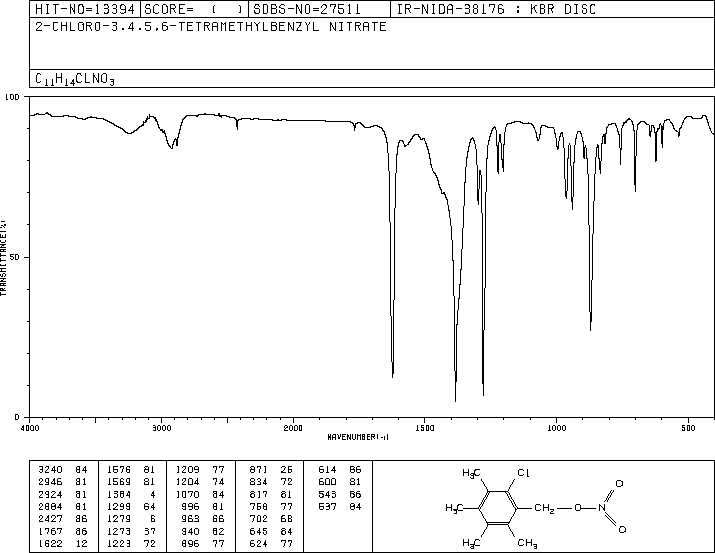 HIT-NO=13394 SCORE= ( ) SDBS-NO=27511 IR-NIDA-38176 : KBR DISC
2-CHLORO-3,4,5,6-TETRAMETHYLBENZYL NITRATE
C11H14CLNO3
100
50
0
TRANSMITTANCE(%)
4000 3000 2000 1500 1000 500
WAVENUMBER(-1)
3240 84 1576 81 1209 77 871 26 614 86
2946 81 1569 81 1204 74 834 72 600 81
2924 81 1384 4 1070 84 817 81 543 86
2884 81 1299 64 996 81 758 77 537 84
2427 86 1279 6 963 66 702 68
1767 86 1273 37 940 62 645 84
1622 12 1223 72 896 77 624 77
H3C Cl
O
H3C CH2 O N
O
H3C
CH3 CH3